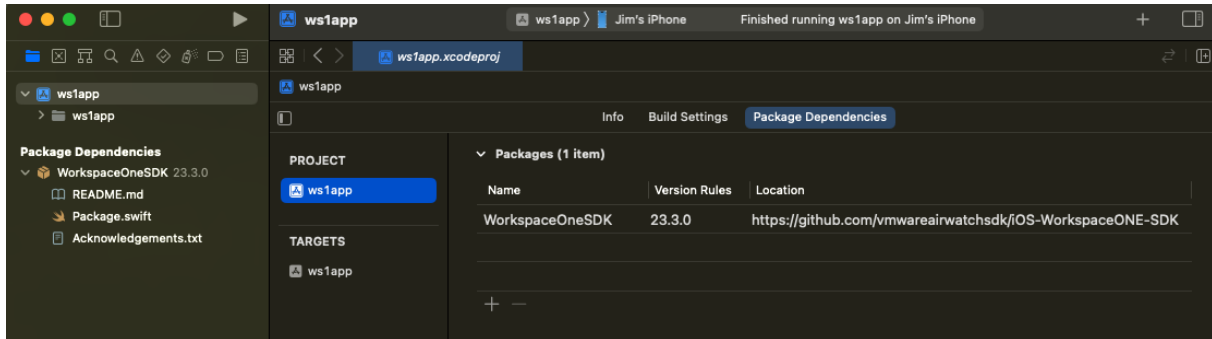 ws1app
ws1app 〉 Jim's iPhone
Finished running ws1app on Jim's iPhone
ws1app.xcodeproj
ws1app
ws1app
ws1app
Package Dependencies
WorkspaceOneSDK 23.3.0
README.md
Package.swift
Acknowledgements.txt
Info Build Settings Package Dependencies
PROJECT
ws1app
TARGETS
ws1app
Packages (1 item)
Name Version Rules Location
WorkspaceOneSDK 23.3.0 https://github.com/vmwareairwatchsdk/iOS-WorkspaceONE-SDK